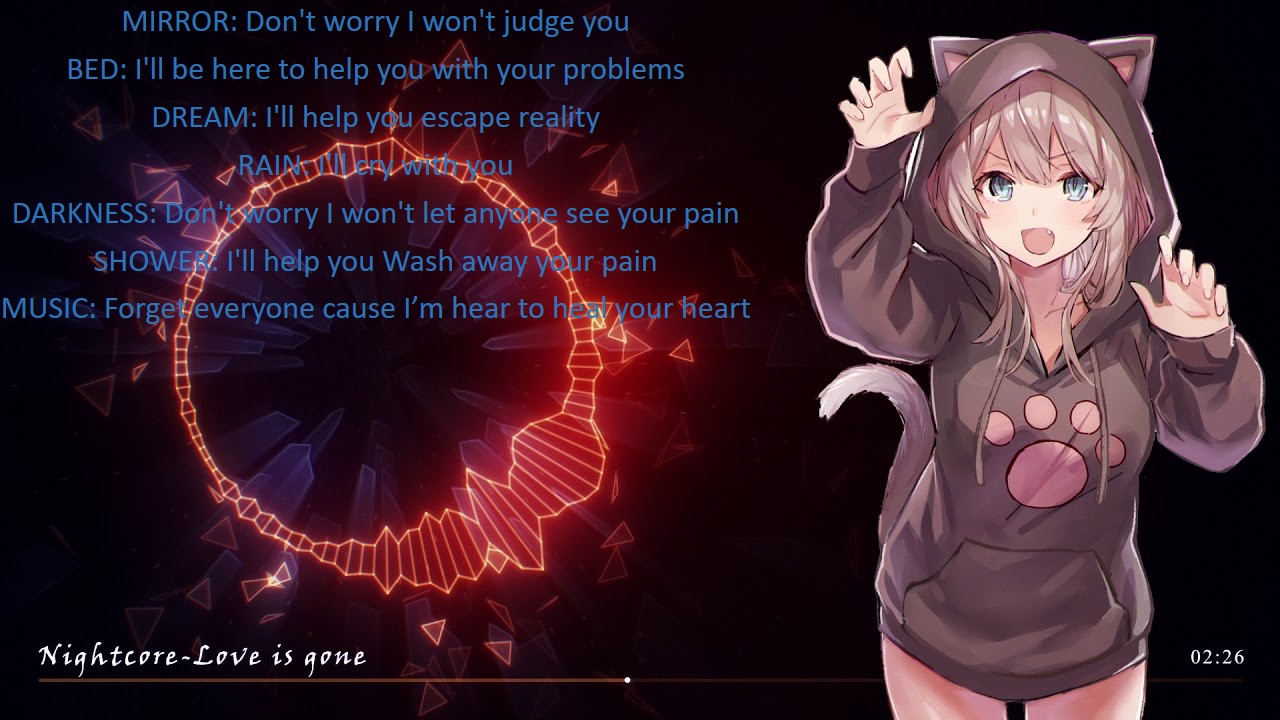 MIRROR: Don't worry I won't judge you
BED: I'll be here to help you with your problems
DREAM: I'll help you escape reality
RAIN: I'll cry with you
DARKNESS: Don't worry I won't let anyone see your pain
SHOWER: I'll help you Wash away your pain
MUSIC: Forget everyone cause I’m hear to heal your heart
Nightcore-Love is gone
02:26